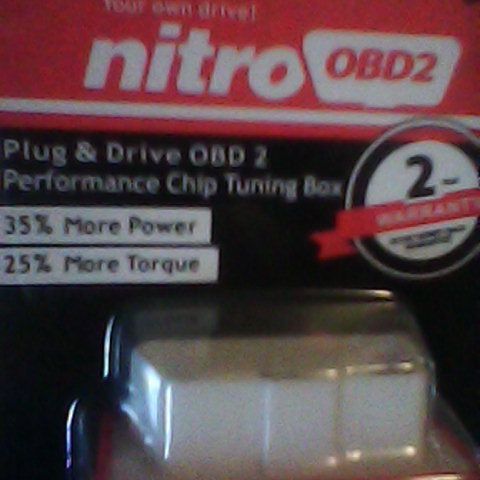 Your own drive!
nitro OBD2
Plug & Drive OBD 2
Performance Chip Tuning Box
35% More Power
25% More Torque
2-
WARRANTY